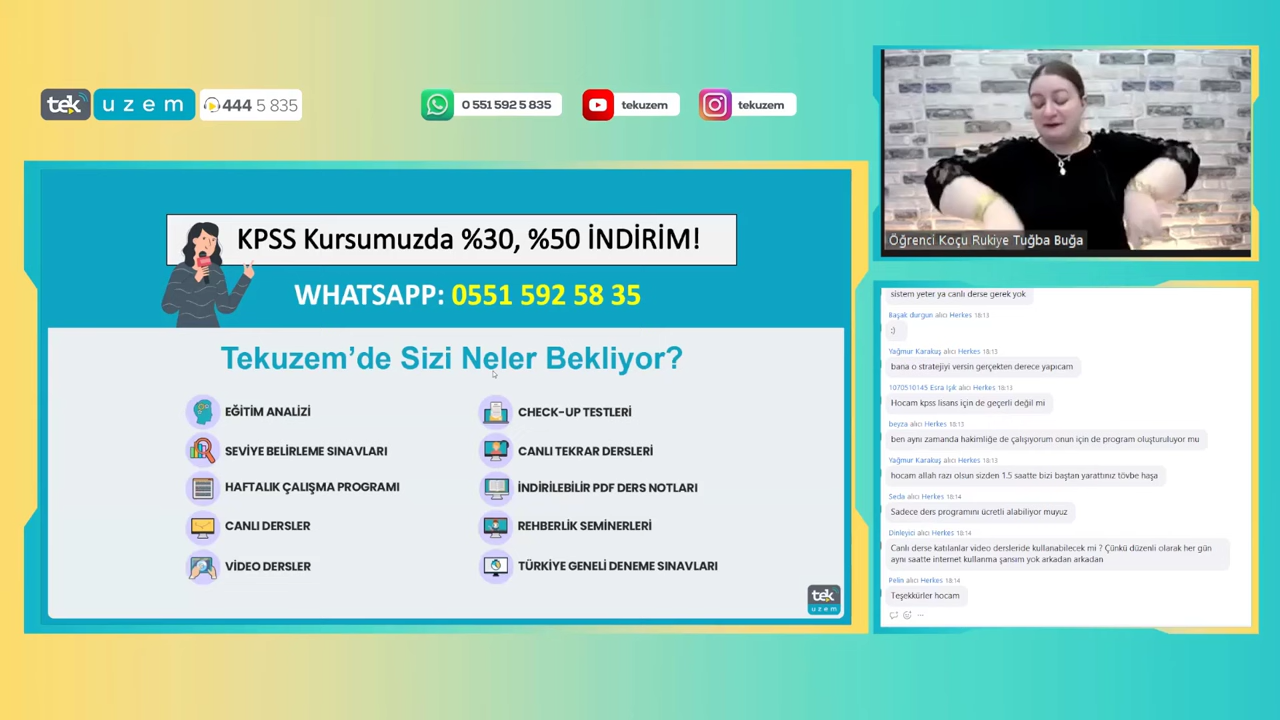 tek uzem 444 5 835
0 551 592 5 835
tekuzem
tekuzem
KPSS Kursumuzda %30, %50 İNDİRİM!
WHATSAPP: 0551 592 58 35
Tekuzem’de Sizi Neler Bekliyor?
EĞİTİM ANALİZİ
SEVİYE BELİRLEME SINAVLARI
HAFTALIK ÇALIŞMA PROGRAMI
CANLI DERSLER
VİDEO DERSLER
CHECK-UP TESTLERİ
CANLI TEKRAR DERSLERİ
İNDİRİLEBİLİR PDF DERS NOTLARI
REHBERLİK SEMİNERLERİ
TÜRKİYE GENELİ DENEME SINAVLARI
tek
uzem
Öğrenci Koçu Rukiye Tuğba Buğa
sistem yeter ya canlı derse gerek yok
Başak durgun alıcı Herkes 18:13
:)
Yağmur Karakuş alıcı Herkes 18:13
bana o stratejiyi versin gerçekten derece yapıcam
1070510145 Esra Işık alıcı Herkes 18:13
Hocam kpss lisans için de geçerli değil mi
beyza alıcı Herkes 18:13
ben aynı zamanda hakimliğe de çalışıyorum onun için de program oluşturuluyor mu
Yağmur Karakuş alıcı Herkes 18:13
hocam allah razı olsun sizden 1.5 saatte bizi baştan yarattınız tövbe haşa
Seda alıcı Herkes 18:14
Sadece ders programını ücretli alabiliyor muyuz
Dinleyici alıcı Herkes 18:14
Canlı derse katılanlar video dersleride kullanabilecek mi ? Çünkü düzenli olarak her gün
aynı saatte internet kullanma şansım yok arkadan arkadan
Pelin alıcı Herkes 18:14
Teşekkürler hocam